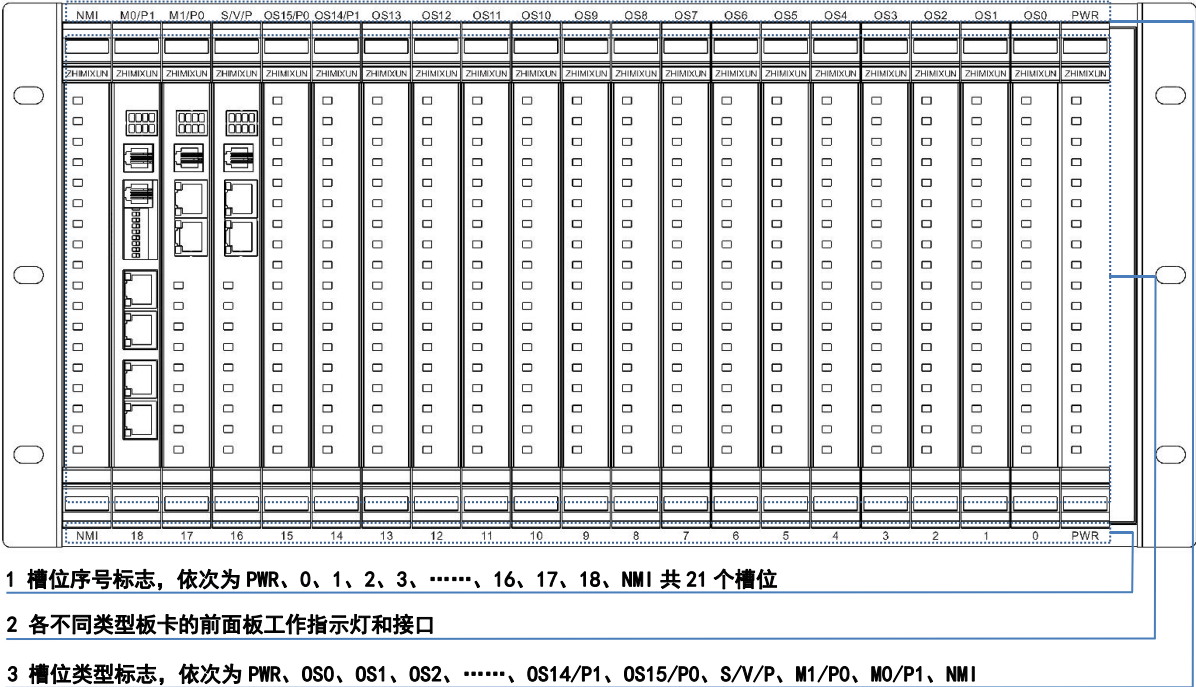 NMI M0/P1 M1/P0 S/V/P OS15/P0 OS14/P1 OS13 OS12 OS11 OS10 OS9 OS8 OS7 OS6 OS5 OS4 OS3 OS2 OS1 OS0 PWR
ZHIMIXUN ZHIMIXUN ZHIMIXUN ZHIMIXUN ZHIMIXUN ZHIMIXUN ZHIMIXUN ZHIMIXUN ZHIMIXUN ZHIMIXUN ZHIMIXUN ZHIMIXUN ZHIMIXUN ZHIMIXUN ZHIMIXUN ZHIMIXUN ZHIMIXUN ZHIMIXUN ZHIMIXUN ZHIMIXUN ZHIMIXUN
NMI 18 17 16 15 14 13 12 11 10 9 8 7 6 5 4 3 2 1 0 PWR
1 槽位序号标志，依次为 PWR、0、1、2、3、……、16、17、18、NMI 共 21 个槽位
2 各不同类型板卡的前面板工作指示灯和接口
3 槽位类型标志，依次为 PWR、OS0、OS1、OS2、……、OS14/P1、OS15/P0、S/V/P、M1/P0、M0/P1、NMI